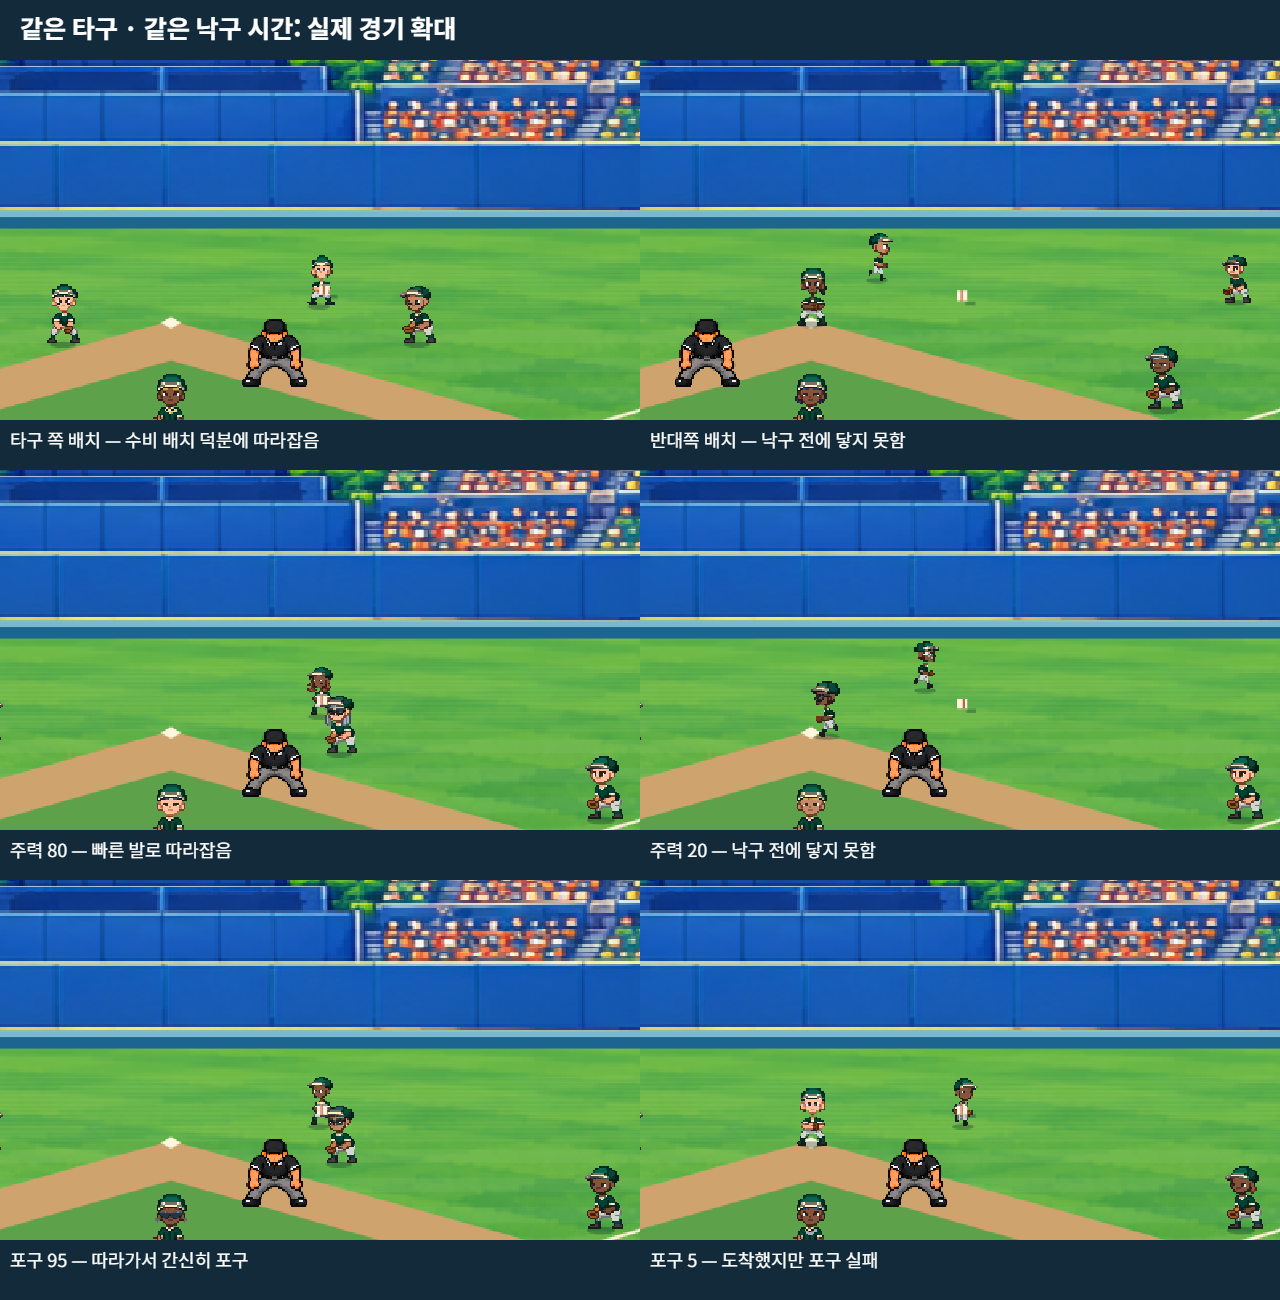 같은 타구 · 같은 낙구 시간: 실제 경기 확대
타구 쪽 배치 — 수비 배치 덕분에 따라잡음
반대쪽 배치 — 낙구 전에 닿지 못함
주력 80 — 빠른 발로 따라잡음
주력 20 — 낙구 전에 닿지 못함
포구 95 — 따라가서 간신히 포구
포구 5 — 도착했지만 포구 실패